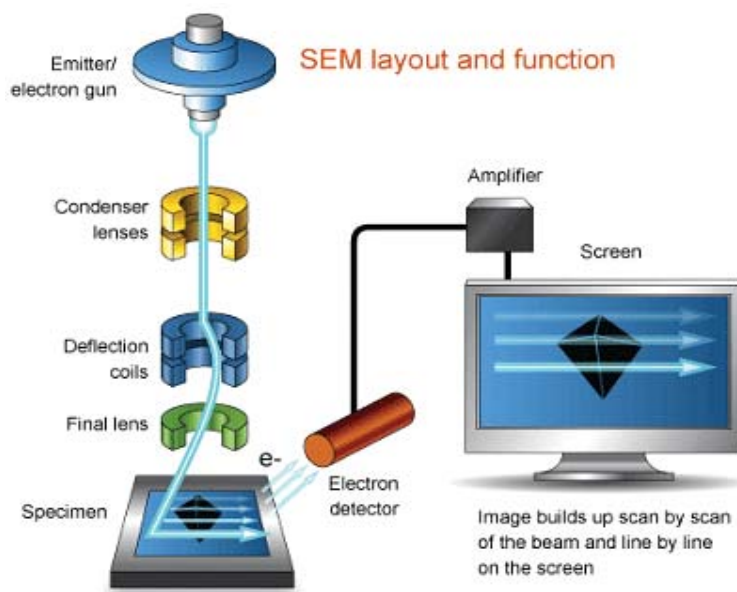 SEM layout and function
Emitter/
electron gun
Condenser
lenses
Deflection
coils
Final lens
Specimen
e-
Electron
detector
Amplifier
Screen
Image builds up scan by scan
of the beam and line by line
on the screen